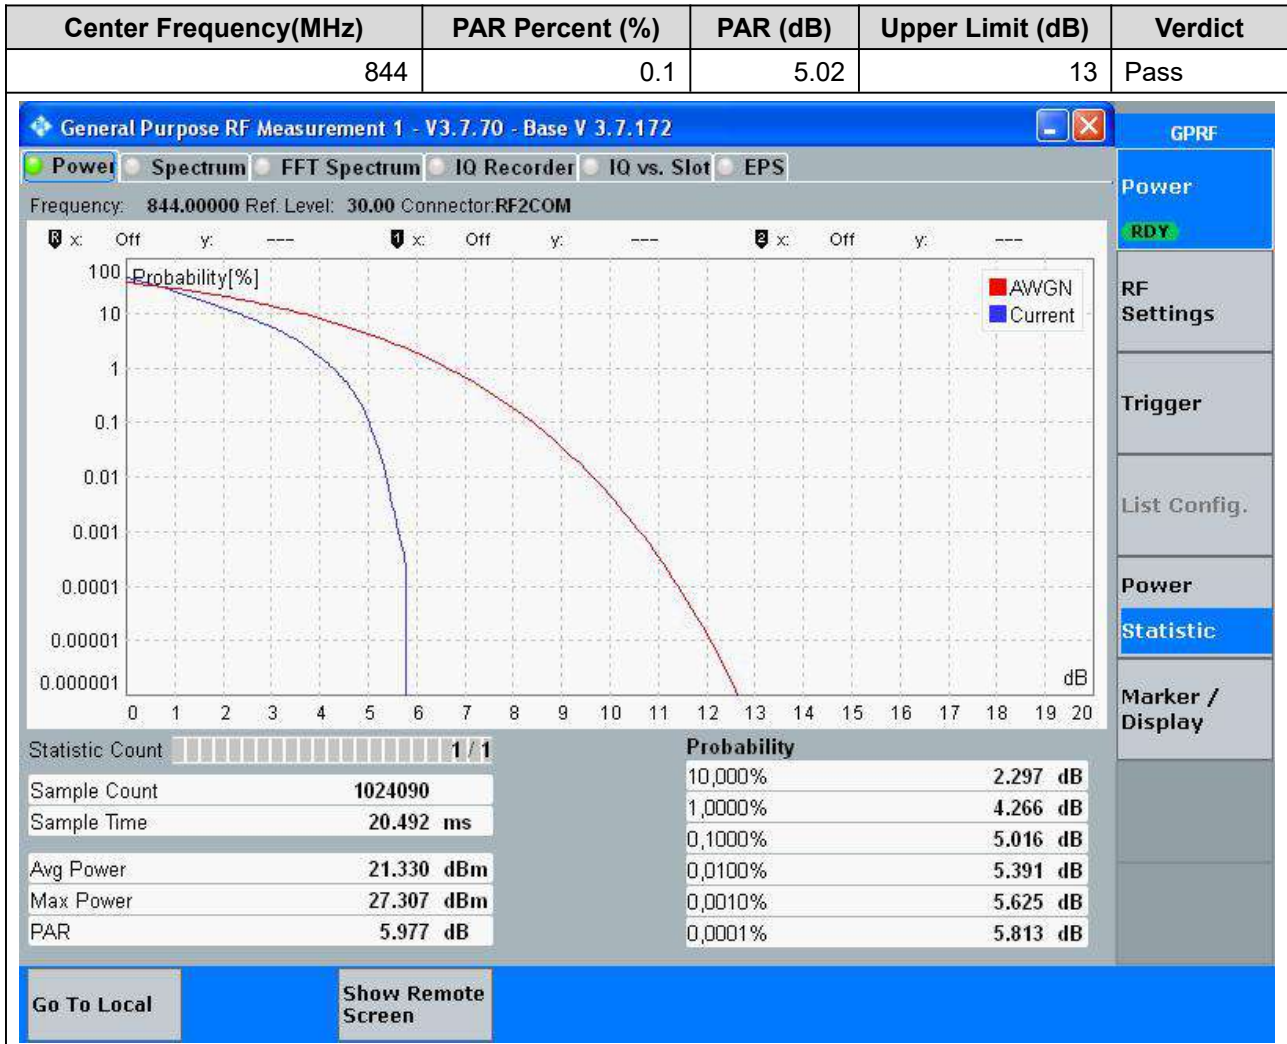 Center Frequency(MHz) PAR Percent (%) PAR (dB) Upper Limit (dB) Verdict
844 0.1 5.02 13 Pass
General Purpose RF Measurement 1 - V3.7.70 - Base V 3.7.172
GPRF
Power Spectrum FFT Spectrum IQ Recorder IQ vs. Slot EPS
Power
RDY
Frequency: 844.00000 Ref. Level: 30.00 Connector:RF2COM
R x: Off y: --- 1 x: Off y: --- 2 x: Off y: ---
Probability[%]
100
10
1
0.1
0.01
0.001
0.0001
0.00001
0.000001
AWGN
Current
dB
0 1 2 3 4 5 6 7 8 9 10 11 12 13 14 15 16 17 18 19 20
RF
Settings
Trigger
List Config.
Power
Statistic
Marker /
Display
Statistic Count 1 / 1
Sample Count 1024090
Sample Time 20.492 ms
Avg Power 21.330 dBm
Max Power 27.307 dBm
PAR 5.977 dB
Probability
10,000% 2.297 dB
1,0000% 4.266 dB
0,1000% 5.016 dB
0,0100% 5.391 dB
0,0010% 5.625 dB
0,0001% 5.813 dB
Go To Local
Show Remote
Screen